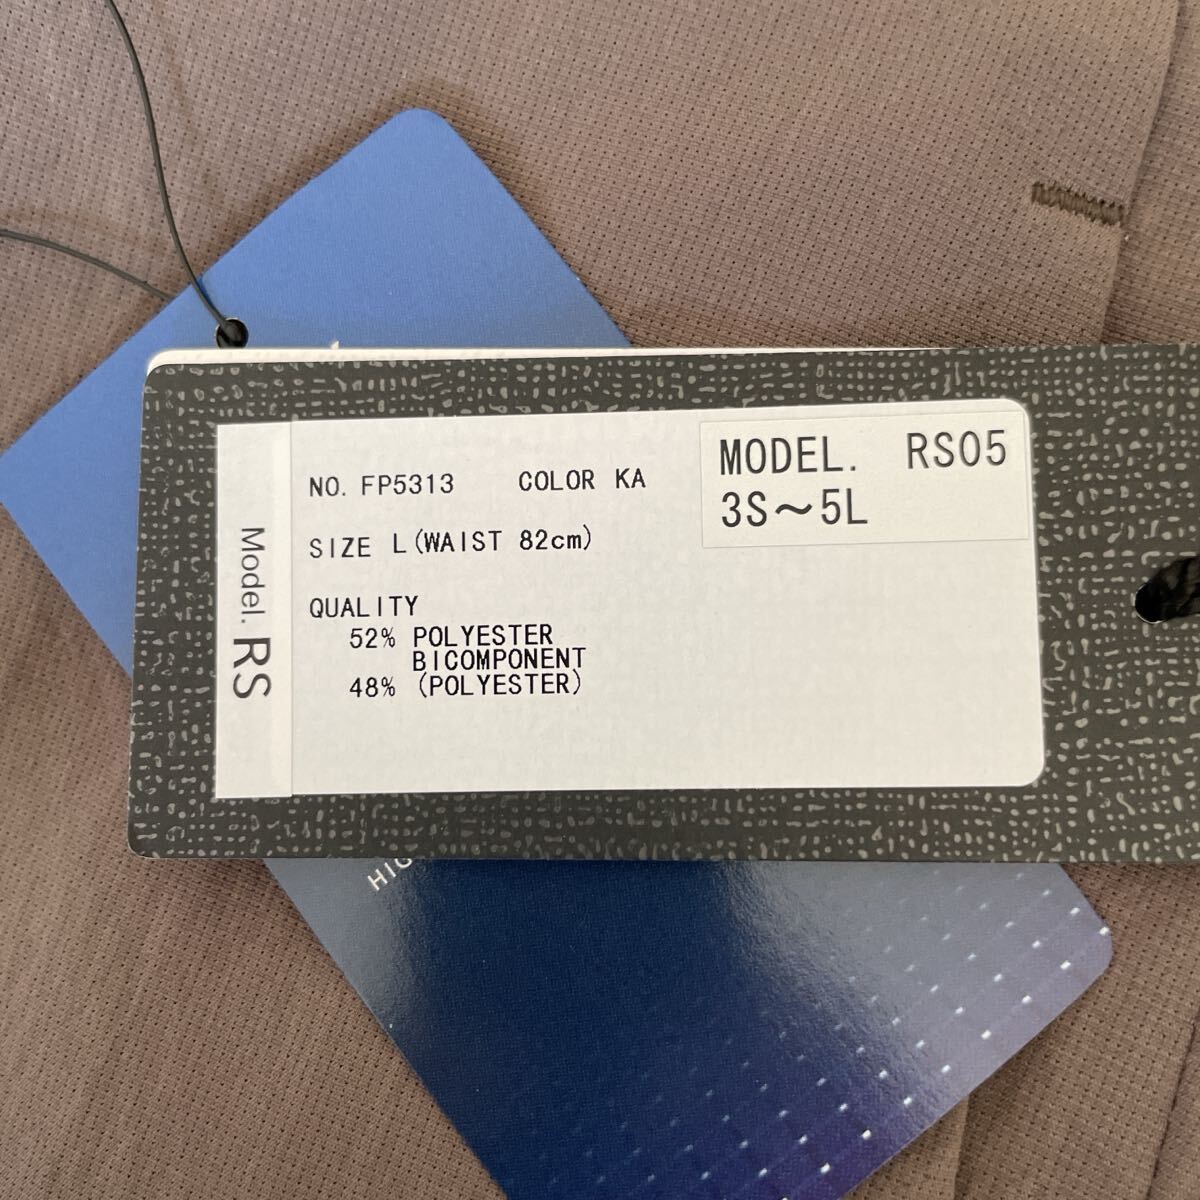 NO. FP5313 COLOR KA
SIZE L(WAIST 82cm)
QUALITY
52% POLYESTER
BICOMPONENT
48% (POLYESTER)
MODEL. RS05
3S～5L
Model. RS